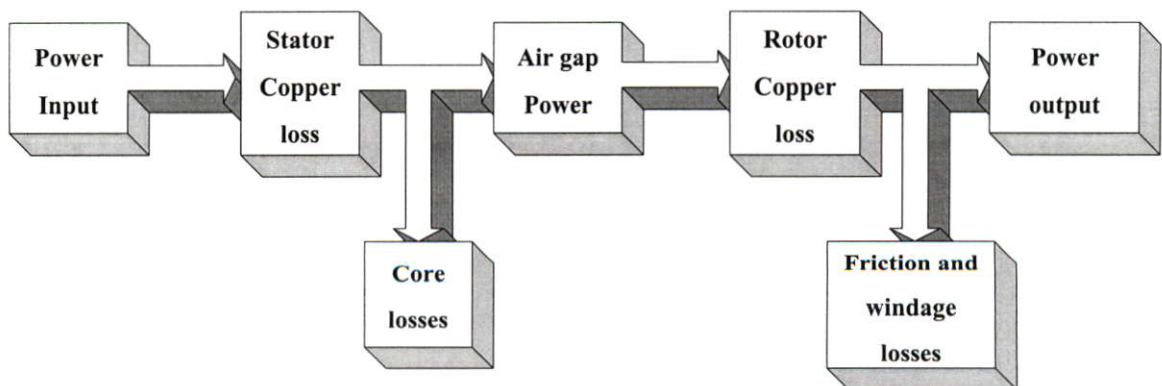 Power
Input
Stator
Copper
loss
Air gap
Power
Rotor
Copper
loss
Power
output
Core
losses
Friction and
windage
losses